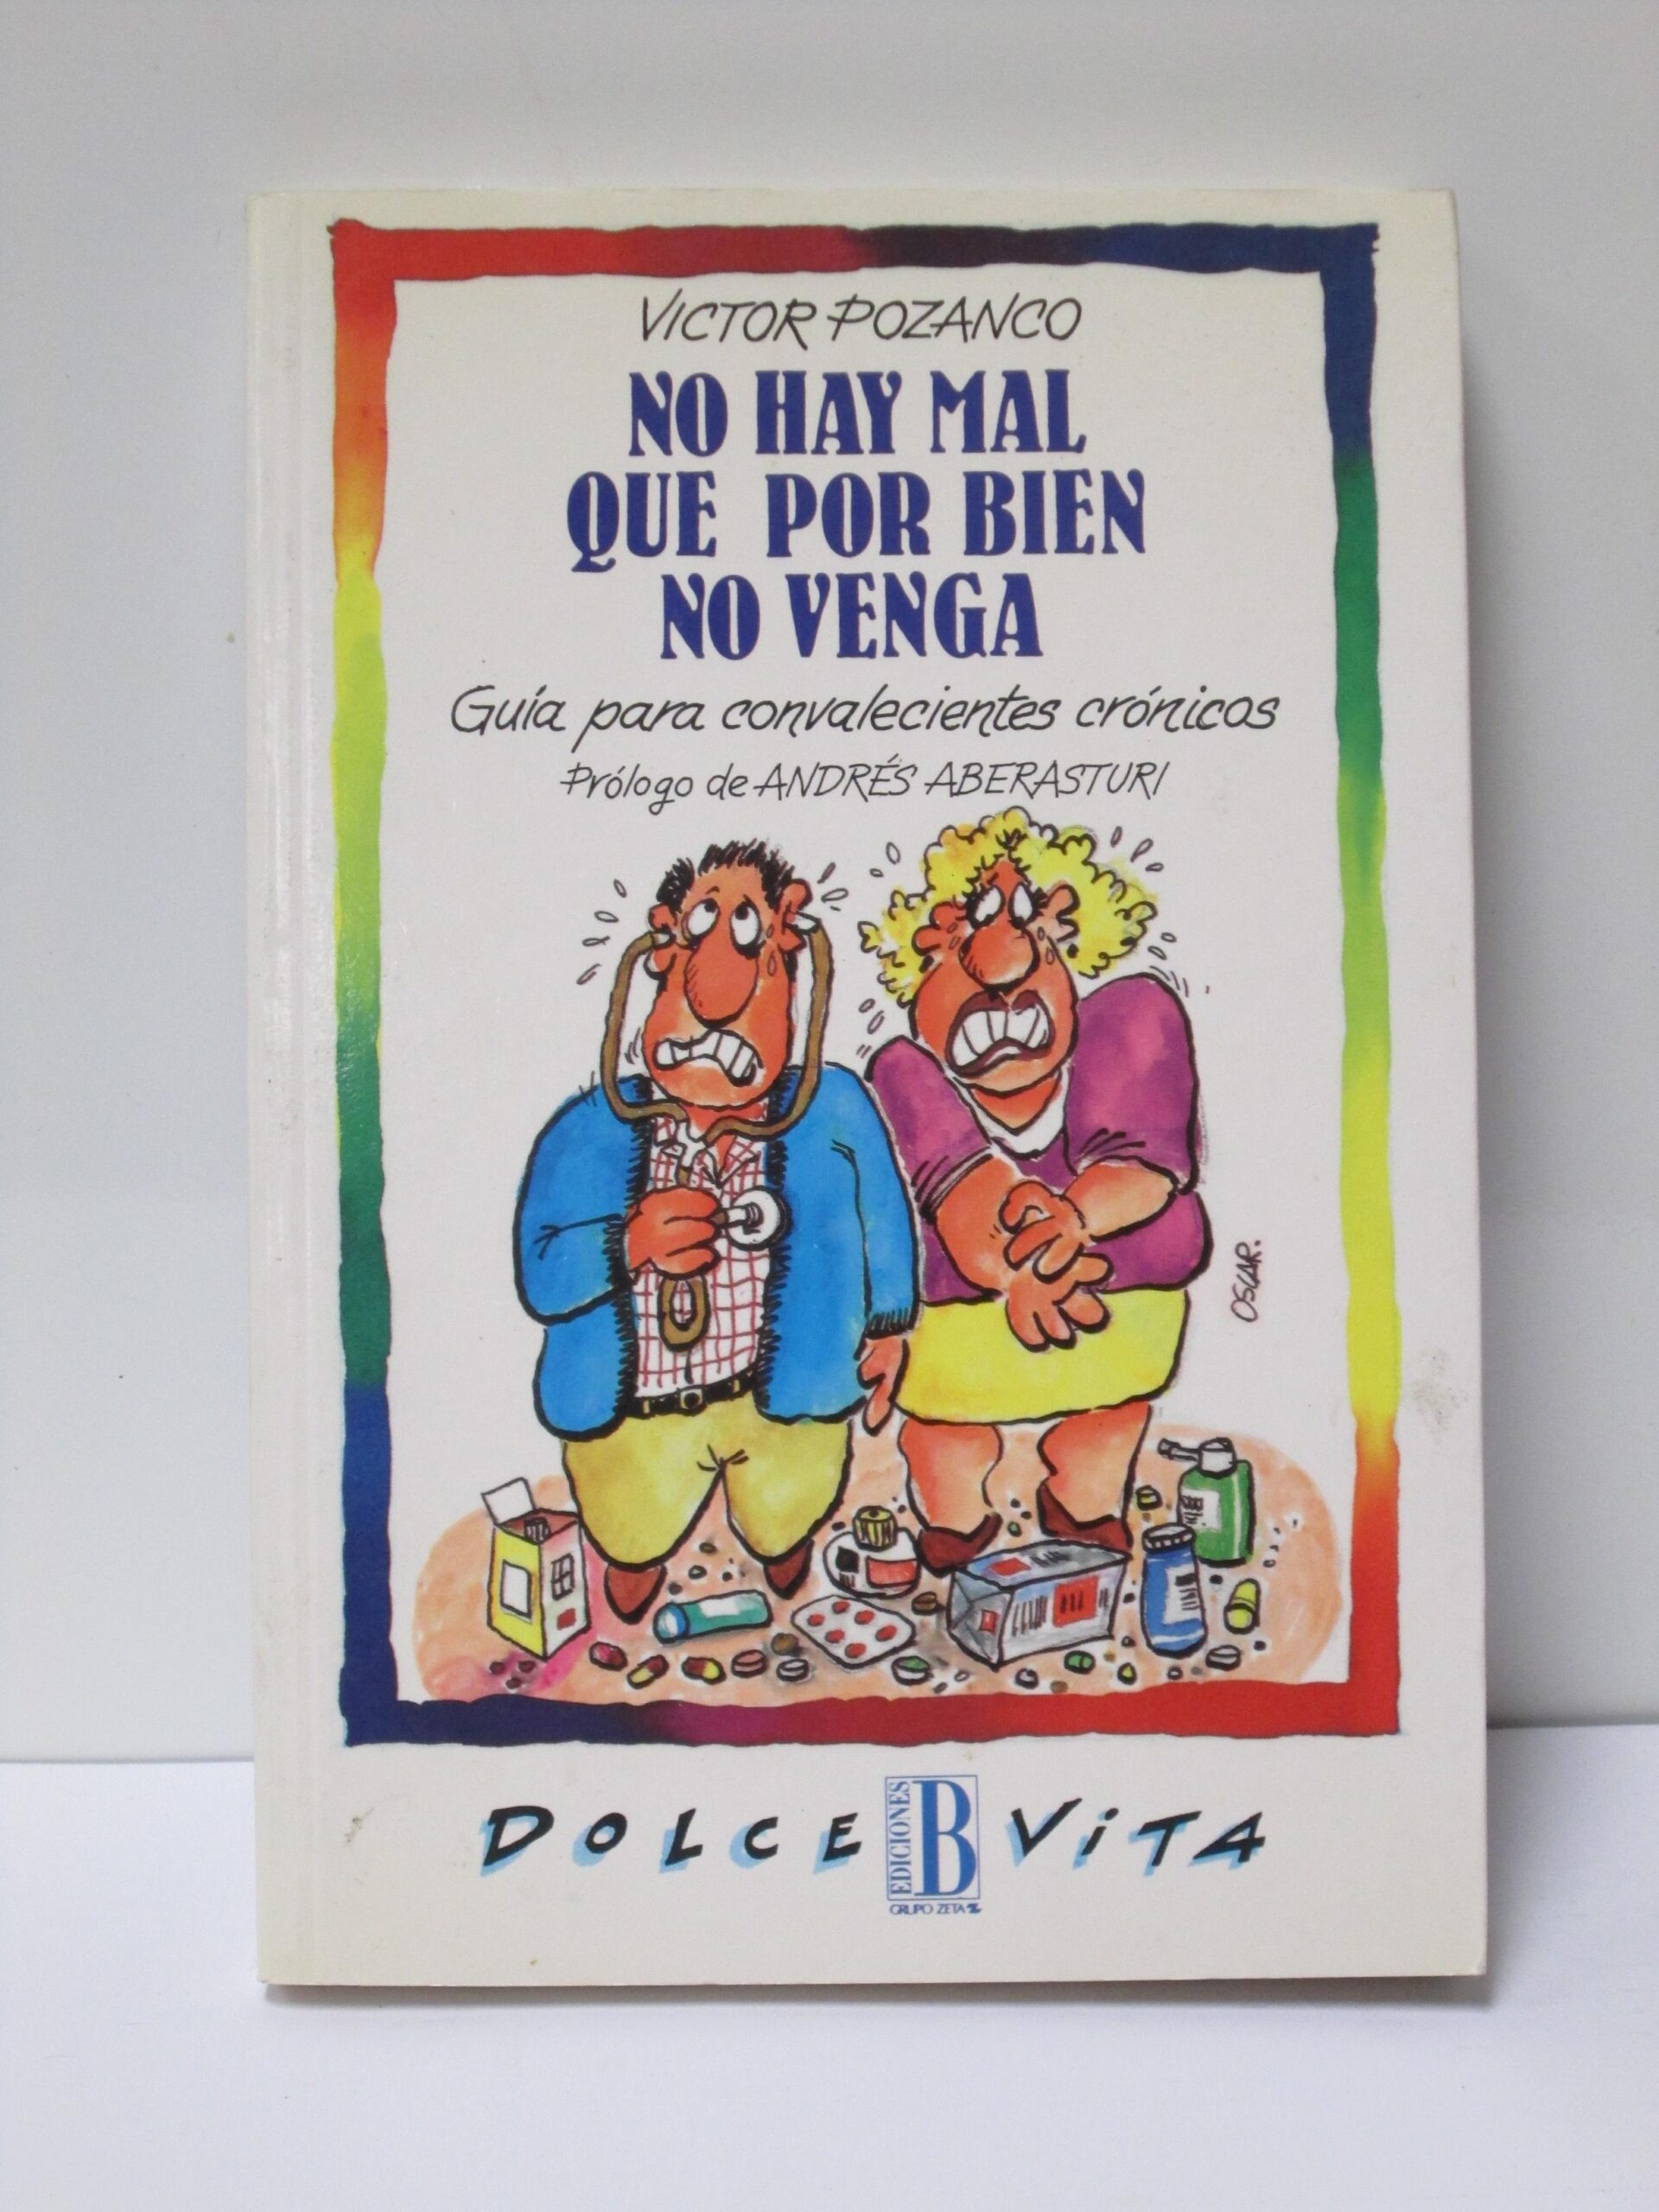 VICTOR POZANCO
NO HAY MAL
QUE POR BIEN
NO VENGA
Guía para convalecientes crónicos
Prólogo de ANDRÉS ABERASTURI
OSCAR.
DOLCE VITA
EDICIONES B
GRUPO ZETA